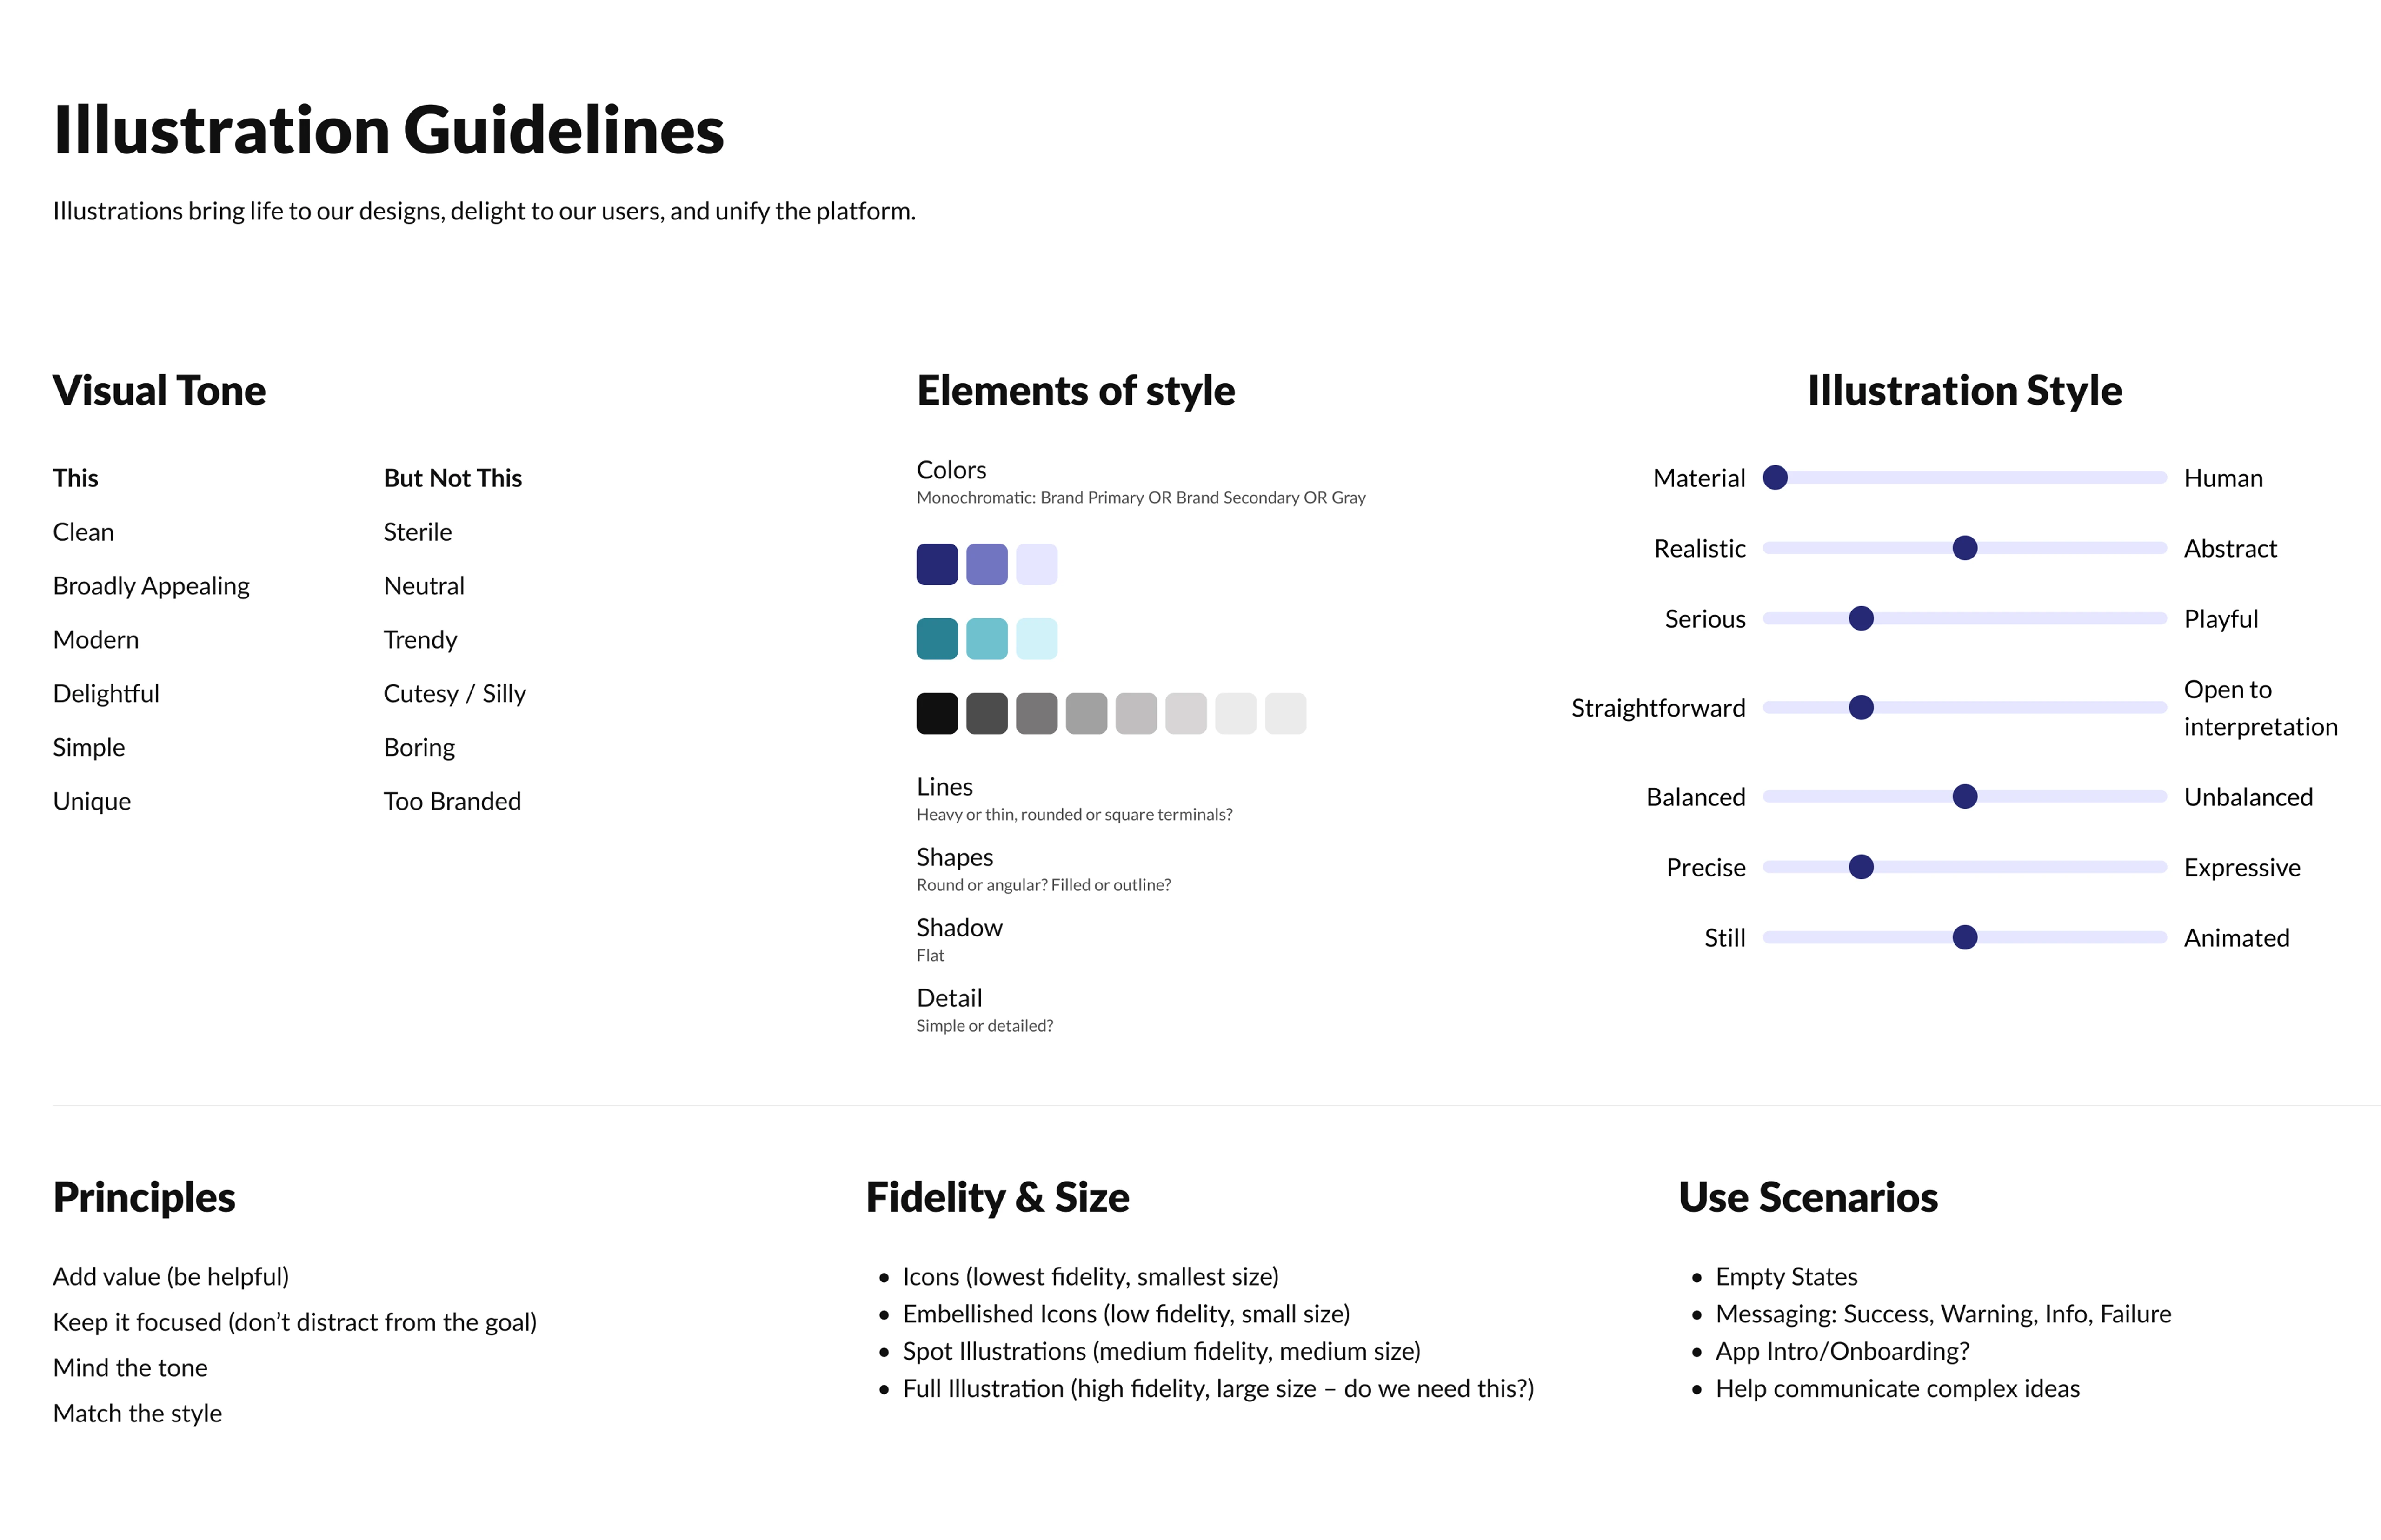 Illustration Guidelines
Illustrations bring life to our designs, delight to our users, and unify the platform.
Visual Tone
This But Not This
Clean Sterile
Broadly Appealing Neutral
Modern Trendy
Delightful Cutesy / Silly
Simple Boring
Unique Too Branded
Elements of style
Colors
Monochromatic: Brand Primary OR Brand Secondary OR Gray
Lines
Heavy or thin, rounded or square terminals?
Shapes
Round or angular? Filled or outline?
Shadow
Flat
Detail
Simple or detailed?
Illustration Style
Material Human
Realistic Abstract
Serious Playful
Straightforward Open to
interpretation
Balanced Unbalanced
Precise Expressive
Still Animated
Principles
Add value (be helpful)
Keep it focused (don’t distract from the goal)
Mind the tone
Match the style
Fidelity & Size
• Icons (lowest fidelity, smallest size)
• Embellished Icons (low fidelity, small size)
• Spot Illustrations (medium fidelity, medium size)
• Full Illustration (high fidelity, large size – do we need this?)
Use Scenarios
• Empty States
• Messaging: Success, Warning, Info, Failure
• App Intro/Onboarding?
• Help communicate complex ideas